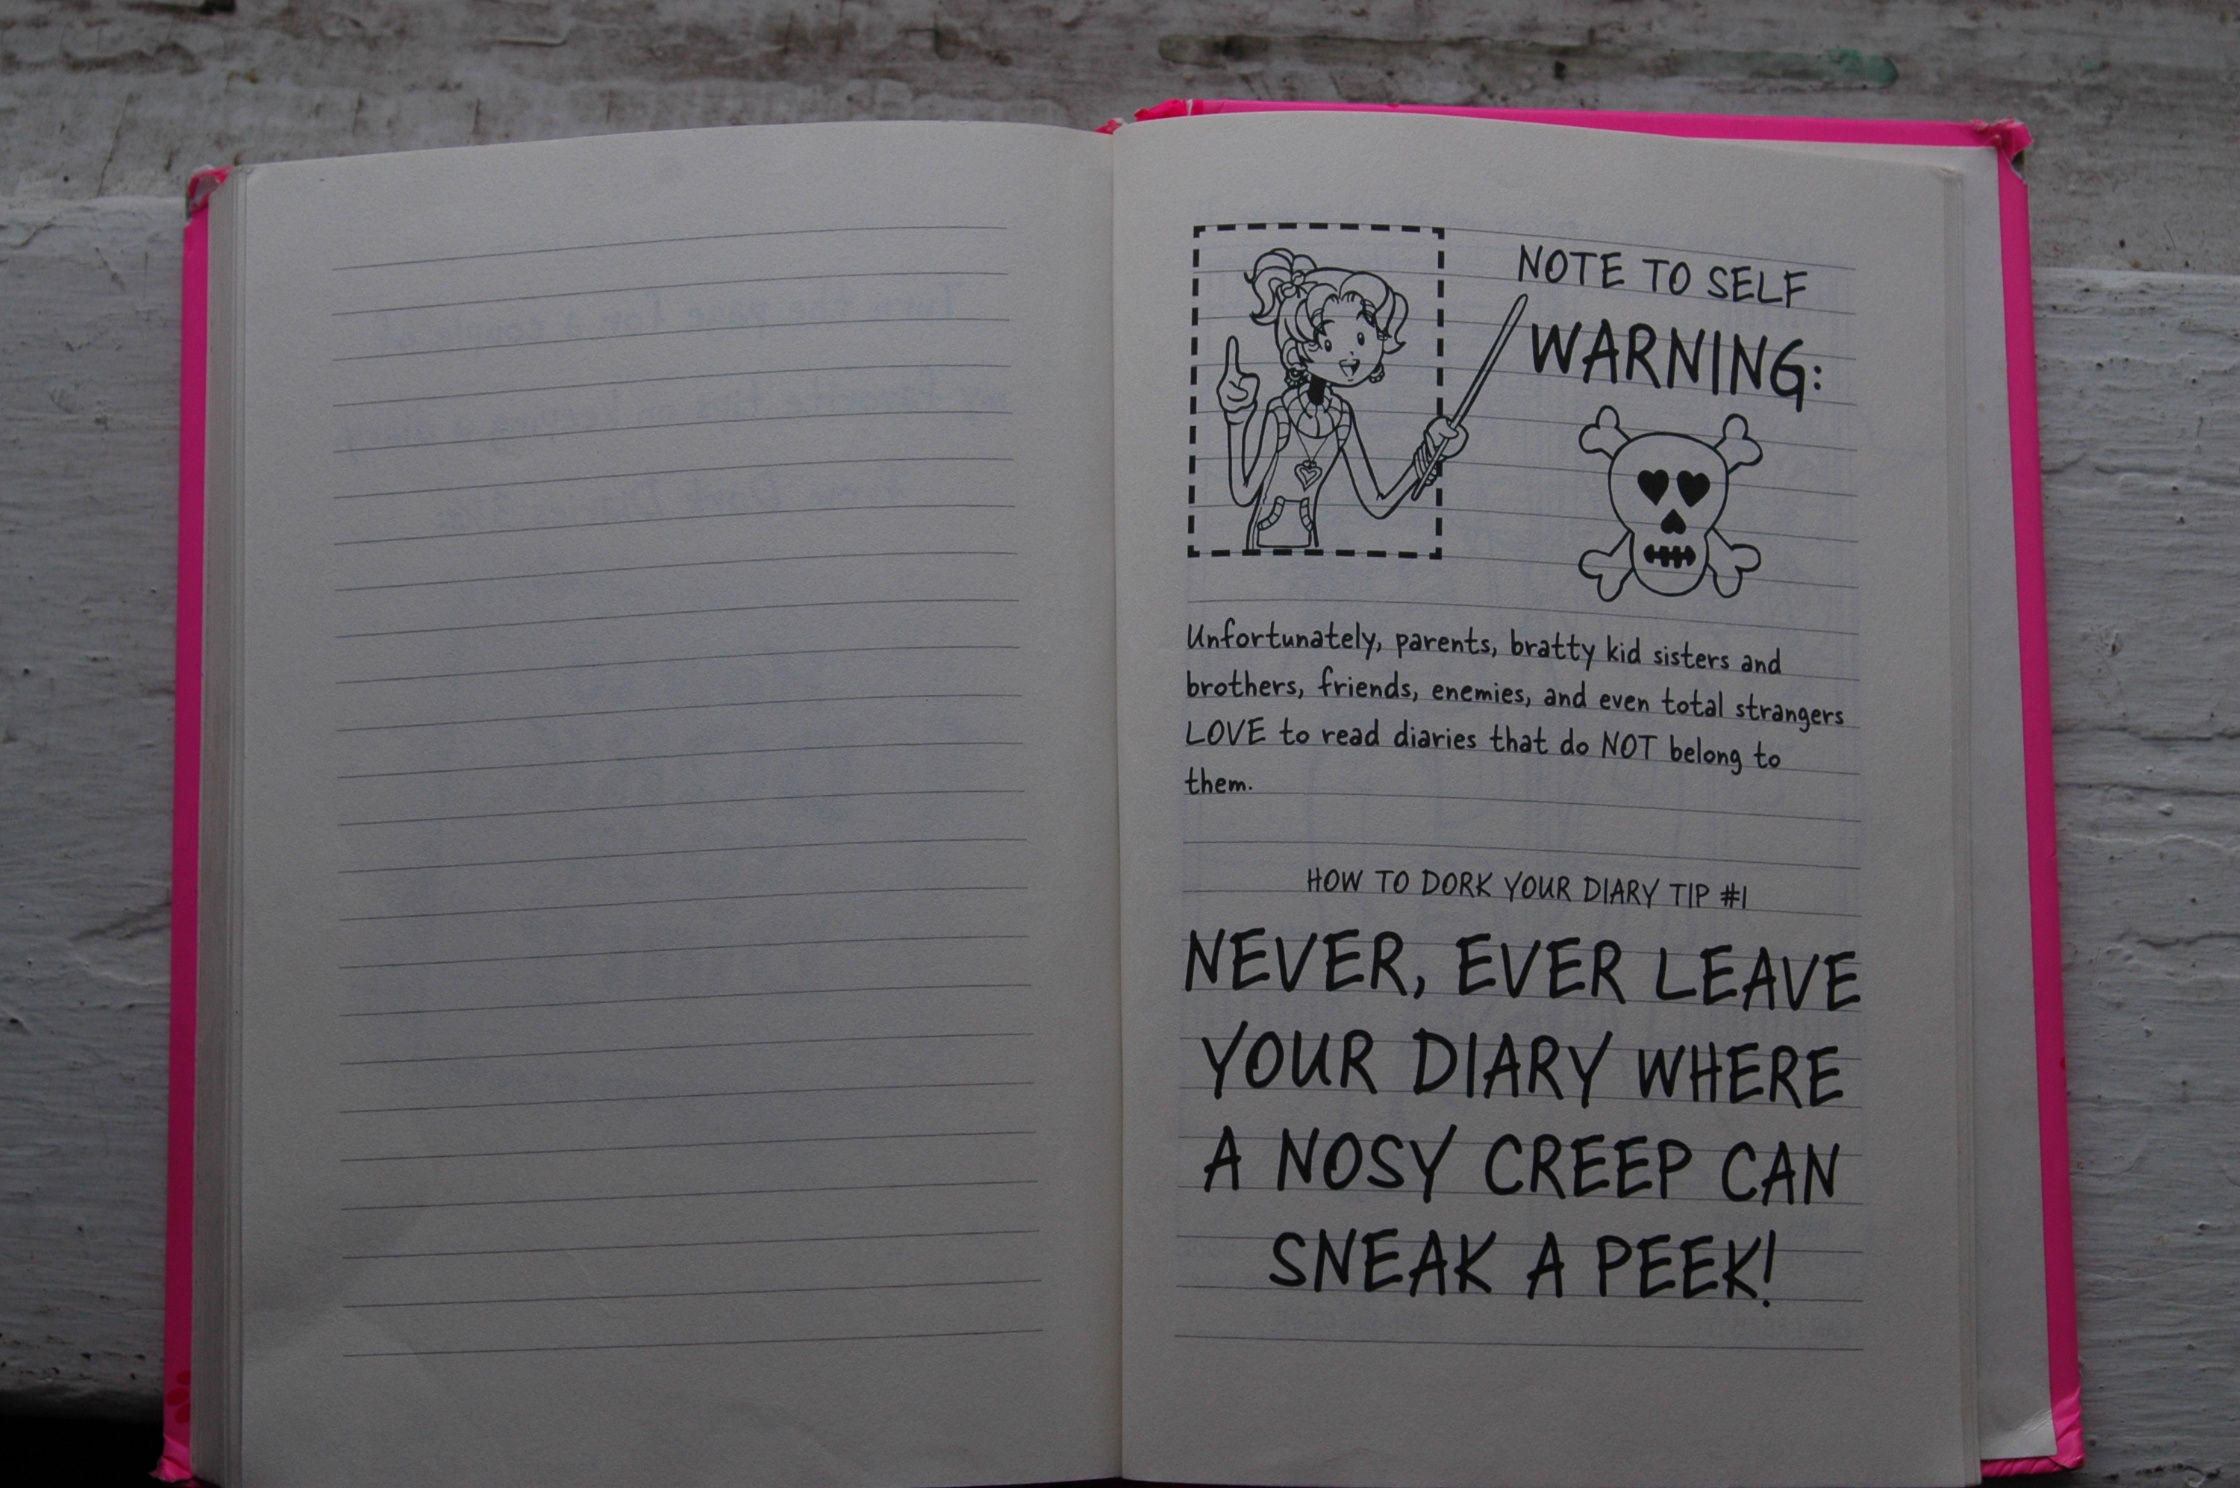 NOTE TO SELF
WARNING:
Unfortunately, parents, bratty kid sisters and
brothers, friends, enemies, and even total strangers
LOVE to read diaries that do NOT belong to
them.
HOW TO DORK YOUR DIARY TIP #1
NEVER, EVER LEAVE
YOUR DIARY WHERE
A NOSY CREEP CAN
SNEAK A PEEK!